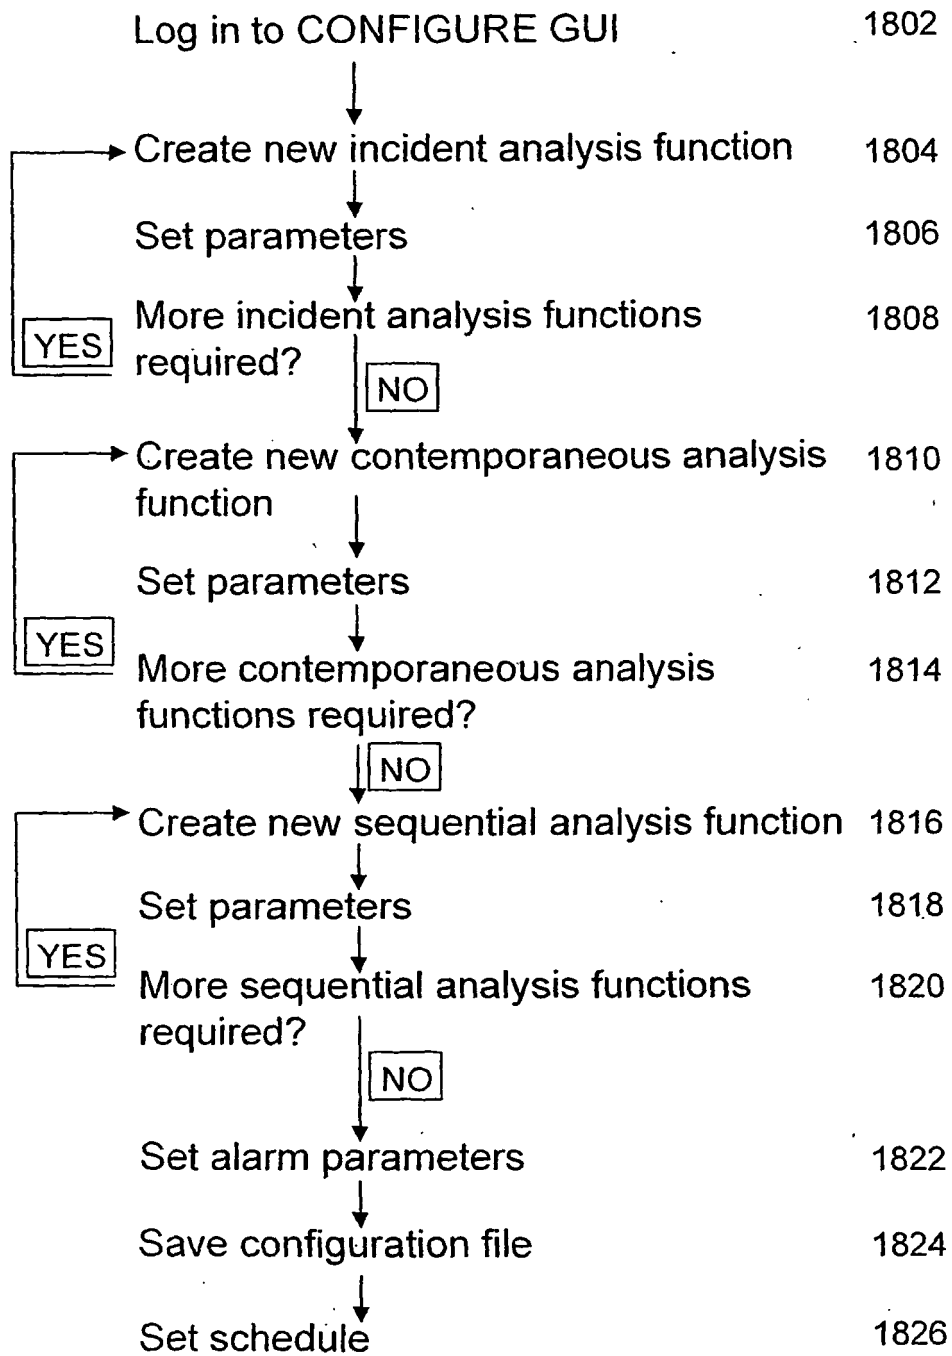 Log in to CONFIGURE GUI 1802
Create new incident analysis function 1804
Set parameters 1806
More incident analysis functions 1808
YES
required?
NO
Create new contemporaneous analysis 1810
function
Set parameters 1812
YES
More contemporaneous analysis 1814
functions required?
NO
Create new sequential analysis function 1816
Set parameters 1818
YES
More sequential analysis functions 1820
required?
NO
Set alarm parameters 1822
Save configuration file 1824
Set schedule 1826